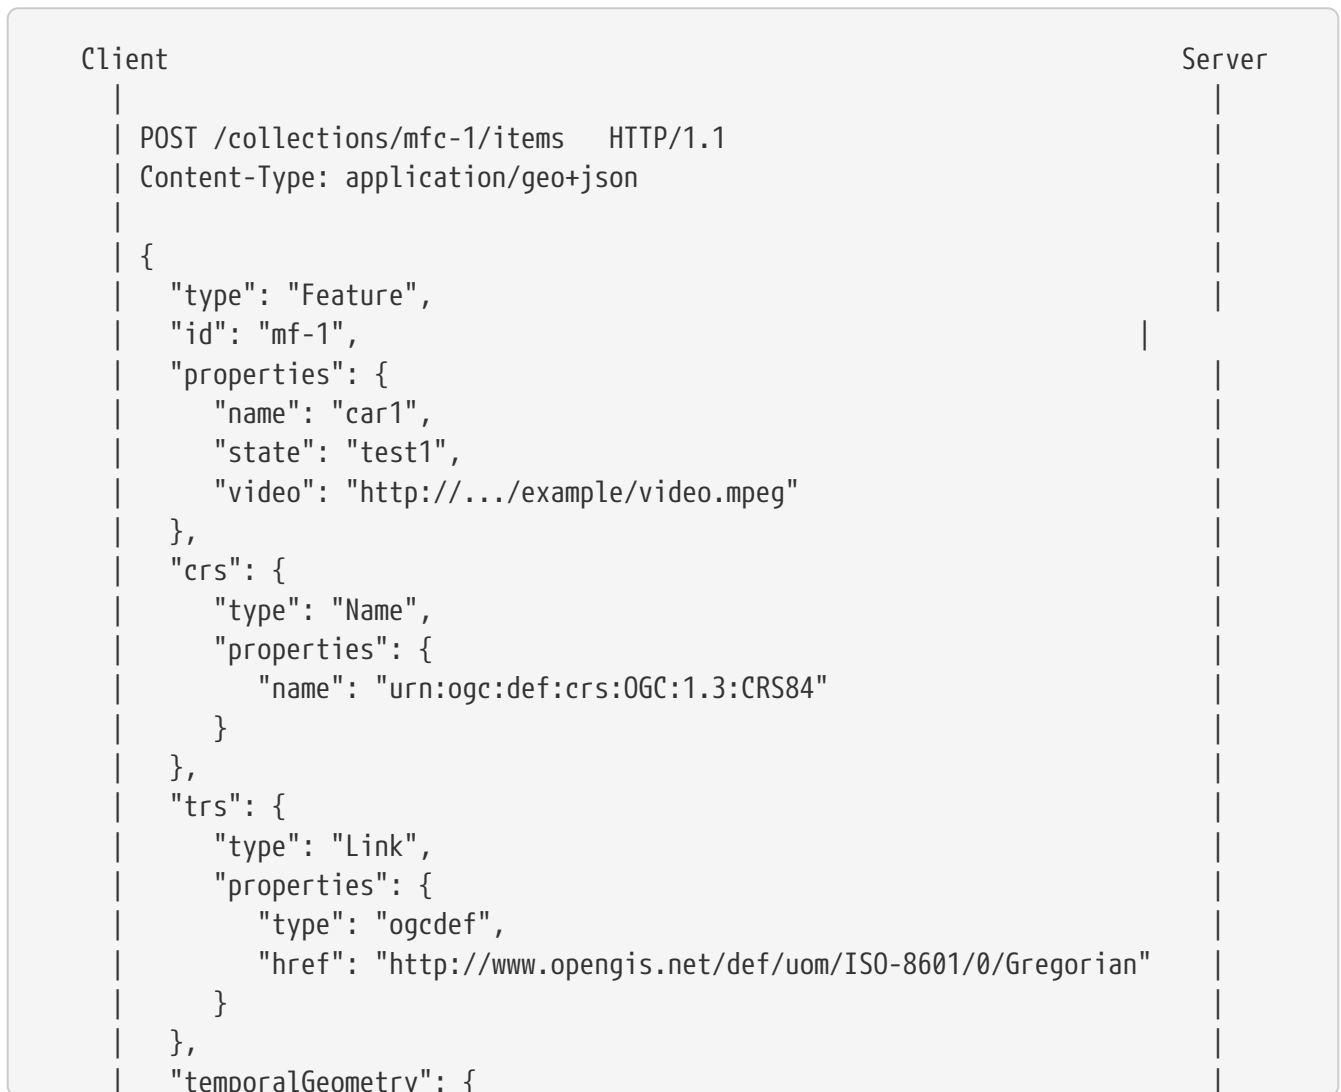 Client                                                                     Server
  |                                                                           |
  | POST /collections/mfc-1/items   HTTP/1.1                                  |
  | Content-Type: application/geo+json                                        |
  |                                                                           |
  | {                                                                         |
  |   "type": "Feature",                                                      |
  |   "id": "mf-1",                                                      |
  |   "properties": {                                                         |
  |      "name": "car1",                                                      |
  |      "state": "test1",                                                    |
  |      "video": "http://.../example/video.mpeg"                             |
  |   },                                                                      |
  |   "crs": {                                                                |
  |      "type": "Name",                                                      |
  |      "properties": {                                                      |
  |         "name": "urn:ogc:def:crs:OGC:1.3:CRS84"                           |
  |      }                                                                    |
  |   },                                                                      |
  |   "trs": {                                                                |
  |      "type": "Link",                                                      |
  |      "properties": {                                                      |
  |         "type": "ogcdef",                                                 |
  |         "href": "http://www.opengis.net/def/uom/ISO-8601/0/Gregorian"     |
  |      }                                                                    |
  |   },                                                                      |
  |   "temporalGeometry": {                                                   |